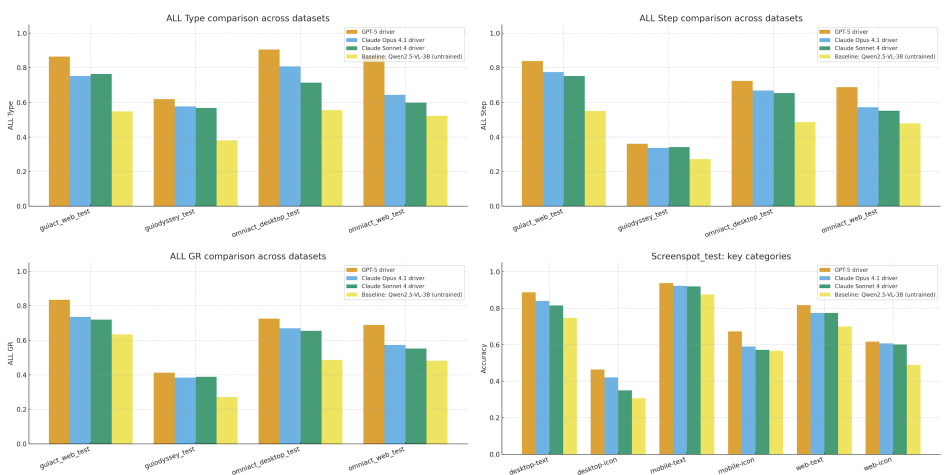 ALL Type comparison across datasets
1.0
0.8
0.6
0.4
0.2
0.0
ALL Type
GPT-5 driver
Claude Opus 4.1 driver
Claude Sonnet 4 driver
Baseline: Qwen2.5-VL-3B (untrained)
guiact_web_test
guiodyssey_test
omniact_desktop_test
omniact_web_test
ALL Step comparison across datasets
1.0
0.8
0.6
0.4
0.2
0.0
ALL Step
GPT-5 driver
Claude Opus 4.1 driver
Claude Sonnet 4 driver
Baseline: Qwen2.5-VL-3B (untrained)
guiact_web_test
guiodyssey_test
omniact_desktop_test
omniact_web_test
ALL GR comparison across datasets
1.0
0.8
0.6
0.4
0.2
0.0
ALL GR
GPT-5 driver
Claude Opus 4.1 driver
Claude Sonnet 4 driver
Baseline: Qwen2.5-VL-3B (untrained)
guiact_web_test
guiodyssey_test
omniact_desktop_test
omniact_web_test
Screenspot_test: key categories
1.0
0.8
0.6
0.4
0.2
0.0
Accuracy
GPT-5 driver
Claude Opus 4.1 driver
Claude Sonnet 4 driver
Baseline: Qwen2.5-VL-3B (untrained)
desktop-text
desktop-icon
mobile-text
mobile-icon
web-text
web-icon